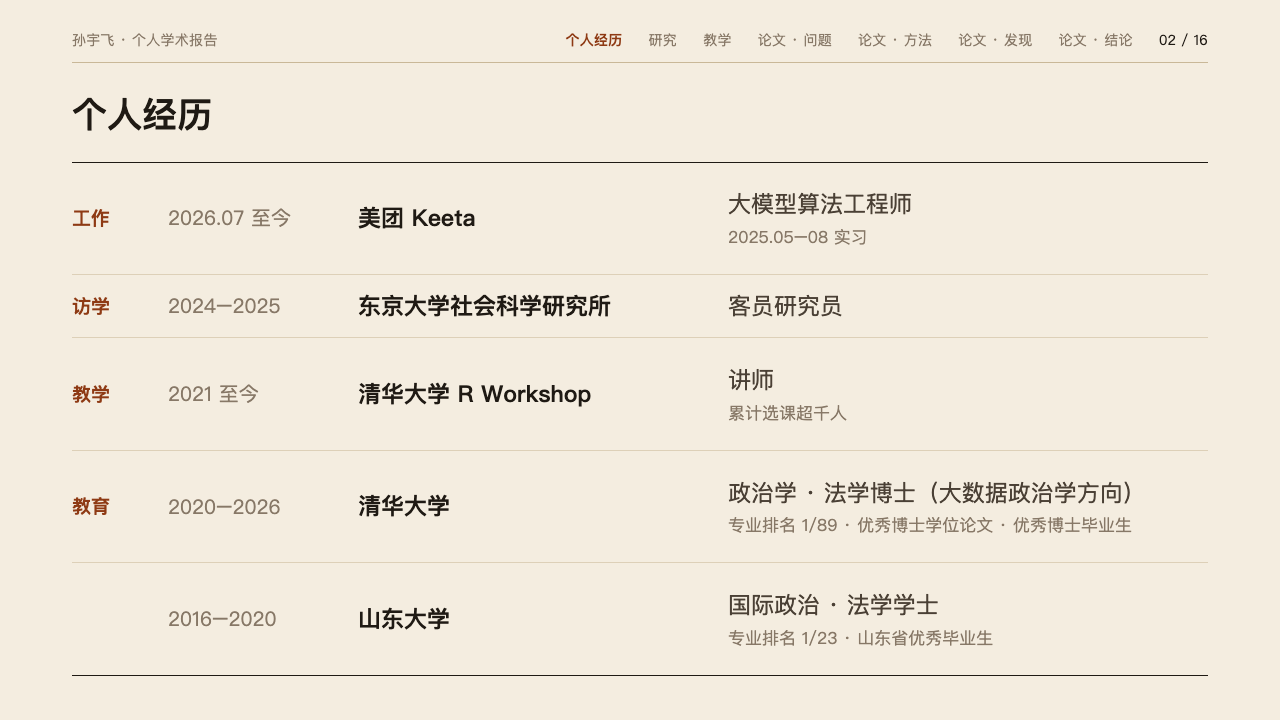 孙宇飞 · 个人学术报告
个人经历 研究 教学 论文 · 问题 论文 · 方法 论文 · 发现 论文 · 结论 02 / 16
个人经历
工作 2026.07 至今 美团 Keeta 大模型算法工程师
2025.05—08 实习
访学 2024—2025 东京大学社会科学研究所 客员研究员
教学 2021 至今 清华大学 R Workshop 讲师
累计选课超千人
教育 2020—2026 清华大学 政治学 · 法学博士（大数据政治学方向）
专业排名 1/89 · 优秀博士学位论文 · 优秀博士毕业生
2016—2020 山东大学 国际政治 · 法学学士
专业排名 1/23 · 山东省优秀毕业生